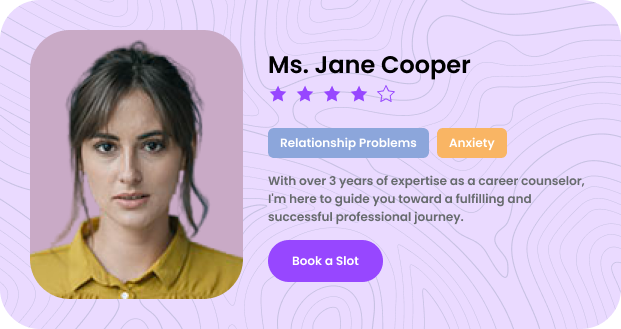 Ms. Jane Cooper
Relationship Problems
Anxiety
With over 3 years of expertise as a career counselor,
I'm here to guide you toward a fulfilling and
successful professional journey.
Book a Slot